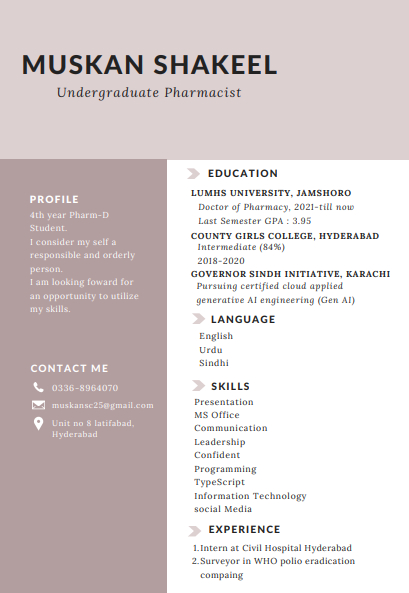 MUSKAN SHAKEEL
Undergraduate Pharmacist
PROFILE
4th year Pharm-D
Student.
I consider my self a
responsible and orderly
person.
I am looking foward for
an opportunity to utilize
my skills.
CONTACT ME
0336-8964070
muskanse25@gmail.com
Unit no 8 latifabad,
Hyderabad
EDUCATION
LUMHS UNIVERSITY, JAMSHORO
Doctor of Pharmacy, 2021-till now
Last Semester GPA : 3.95
COUNTY GIRLS COLLEGE, HYDERABAD
Intermediate (84%)
2018-2020
GOVERNOR SINDH INITIATIVE, KARACHI
Pursuing certified cloud applied
generative AI engineering (Gen AI)
LANGUAGE
English
Urdu
Sindhi
SKILLS
Presentation
MS Office
Communication
Leadership
Confident
Programming
TypeScript
Information Technology
social Media
EXPERIENCE
1.Intern at Civil Hospital Hyderabad
2.Surveyor in WHO polio eradication
compaing